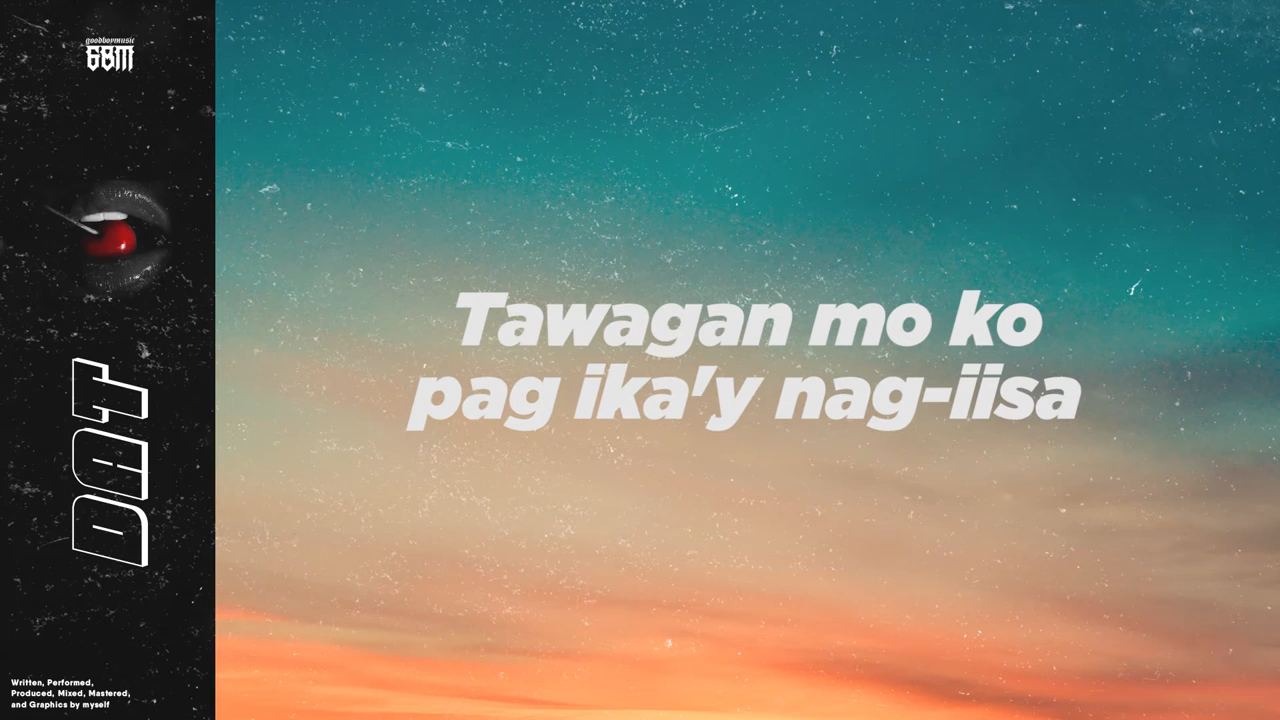 goodboymusic
GBM
DAT
Written, Performed,
Produced, Mixed, Mastered,
and Graphics by myself
Tawagan mo ko
pag ika'y nag-iisa